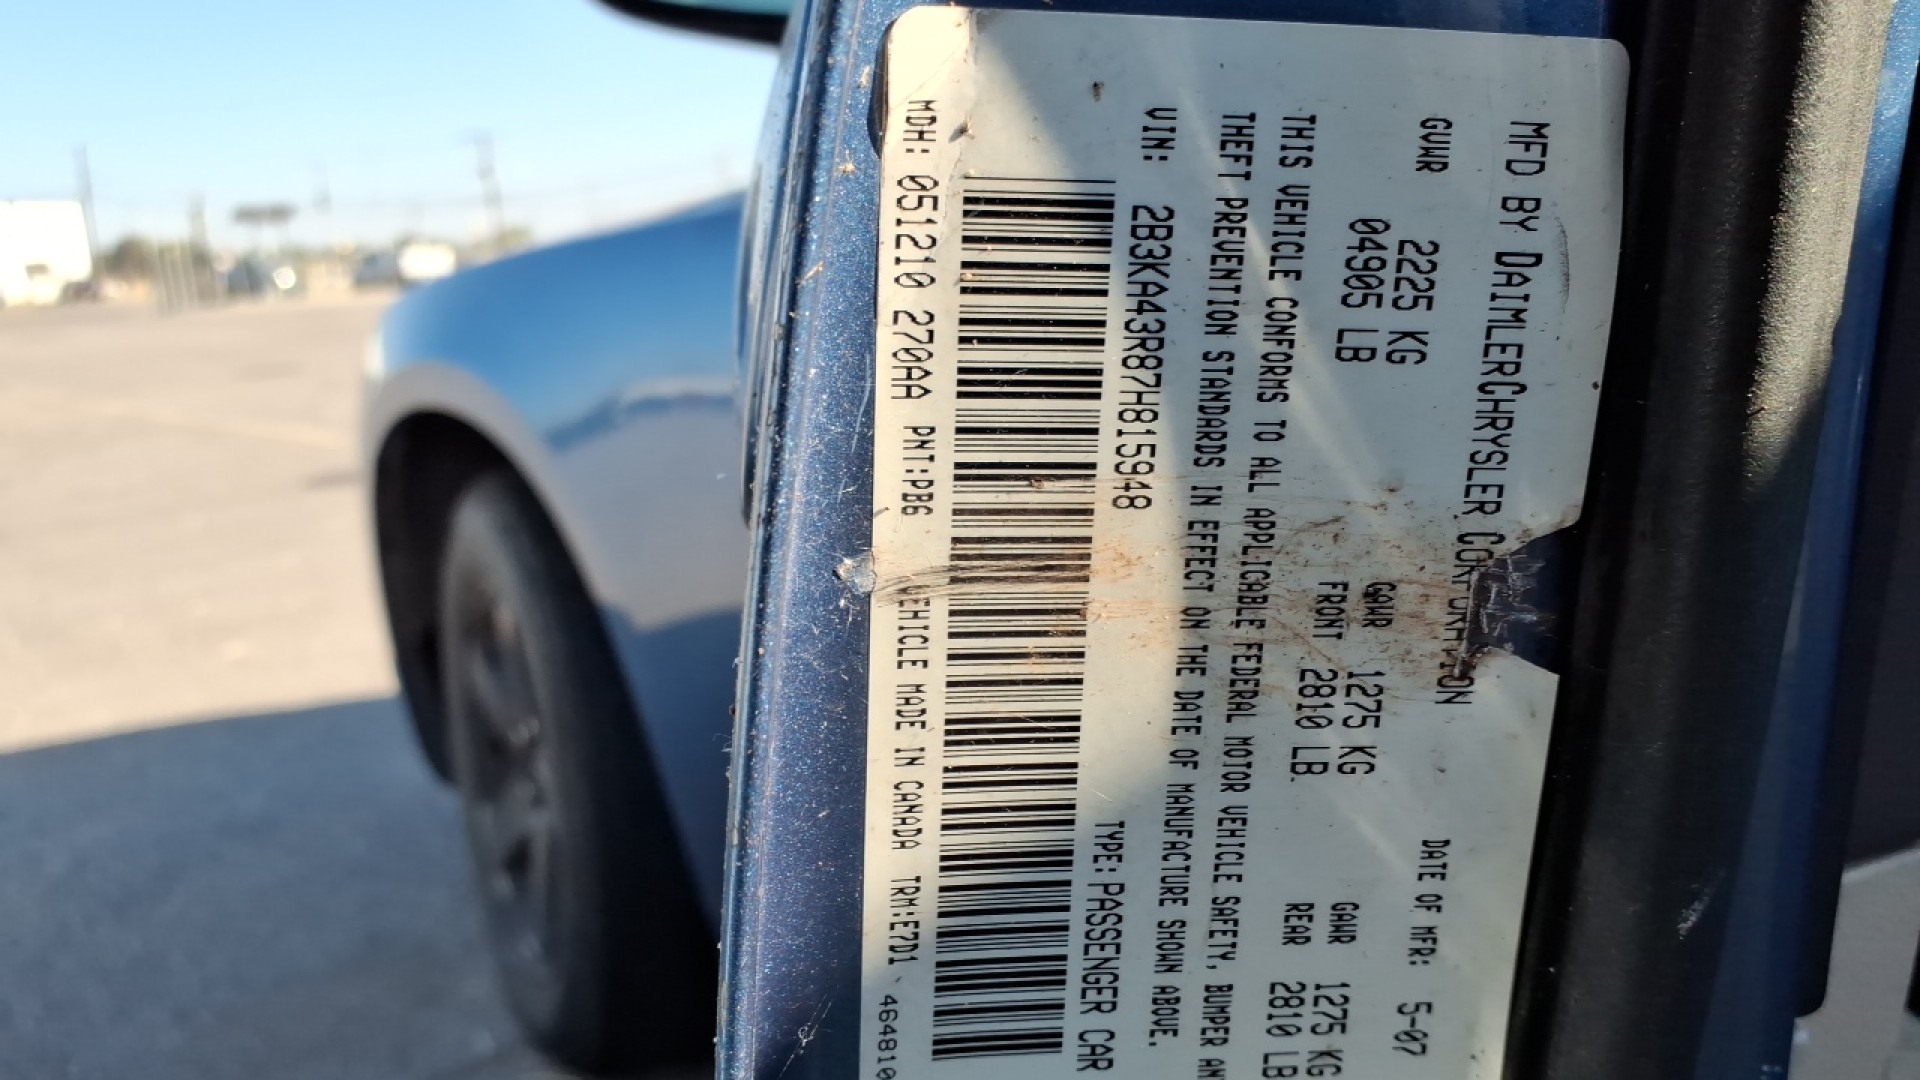 MFD BY DAIMLERCHRYSLER CORPORATION DATE OF MFR: 5-07
GVWR 2225 KG GAWR 1275 KG GAWR 1275 KG
04905 LB FRONT 2810 LB REAR 2810 LB
THIS VEHICLE CONFORMS TO ALL APPLICABLE FEDERAL MOTOR VEHICLE SAFETY, BUMPER AN
THEFT PREVENTION STANDARDS IN EFFECT ON THE DATE OF MANUFACTURE SHOWN ABOVE.
VIN: 2B3KA43R87H815948 TYPE: PASSENGER CAR
MDH: 051210 270AA PNT:PB6 VEHICLE MADE IN CANADA TRM:E7D1 464810